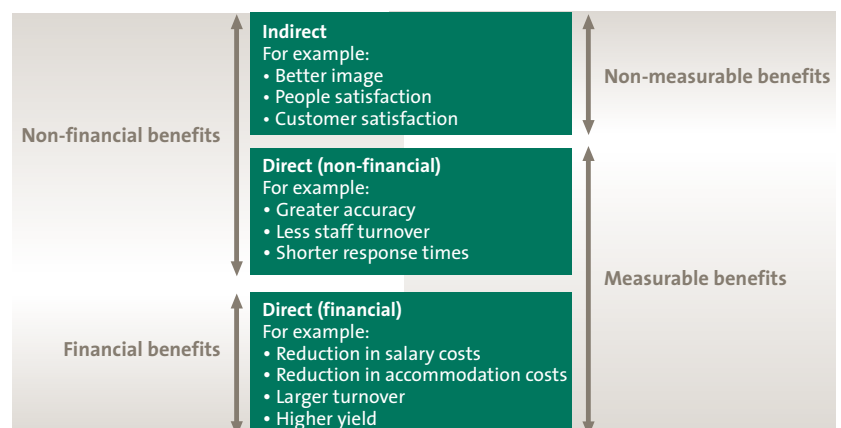 Indirect
For example:
• Better image
• People satisfaction
• Customer satisfaction
Non-measurable benefits
Non-financial benefits
Direct (non-financial)
For example:
• Greater accuracy
• Less staff turnover
• Shorter response times
Measurable benefits
Direct (financial)
For example:
• Reduction in salary costs
• Reduction in accommodation costs
• Larger turnover
• Higher yield
Financial benefits